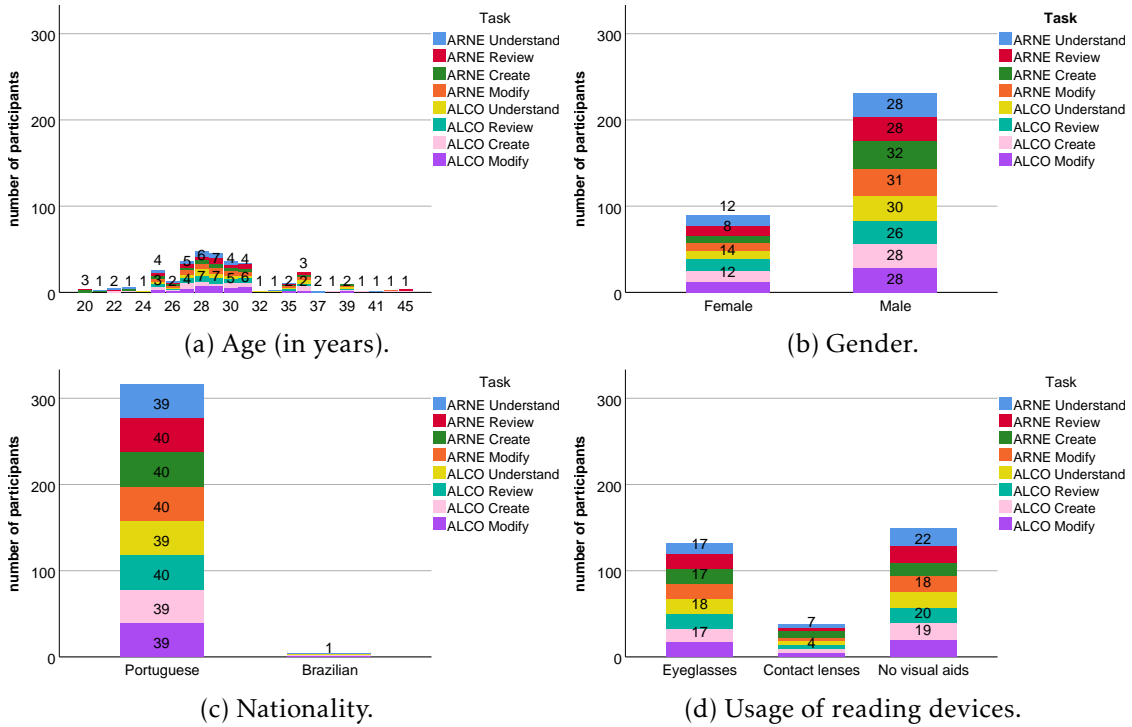 Task
ARNE Understand
ARNE Review
ARNE Create
ARNE Modify
ALCO Understand
ALCO Review
ALCO Create
ALCO Modify
number of participants
300
200
100
0
3 1 2 1 1 4 2 5 6 7 4 4 1 1 2 3 2 1 2 1 1 1
3 4 7 7 5 6 2
20 22 24 26 28 30 32 35 37 39 41 45
(a) Age (in years).
Task
ARNE Understand
ARNE Review
ARNE Create
ARNE Modify
ALCO Understand
ALCO Review
ALCO Create
ALCO Modify
number of participants
300
200
100
0
12
8
14
12
28
28
32
31
30
26
28
28
Female Male
(b) Gender.
Task
ARNE Understand
ARNE Review
ARNE Create
ARNE Modify
ALCO Understand
ALCO Review
ALCO Create
ALCO Modify
number of participants
300
200
100
0
39
40
40
40
39
40
39
39
1
Portuguese Brazilian
(c) Nationality.
Task
ARNE Understand
ARNE Review
ARNE Create
ARNE Modify
ALCO Understand
ALCO Review
ALCO Create
ALCO Modify
number of participants
300
200
100
0
17
17
18
17
7
4
22
18
20
19
Eyeglasses Contact lenses No visual aids
(d) Usage of reading devices.